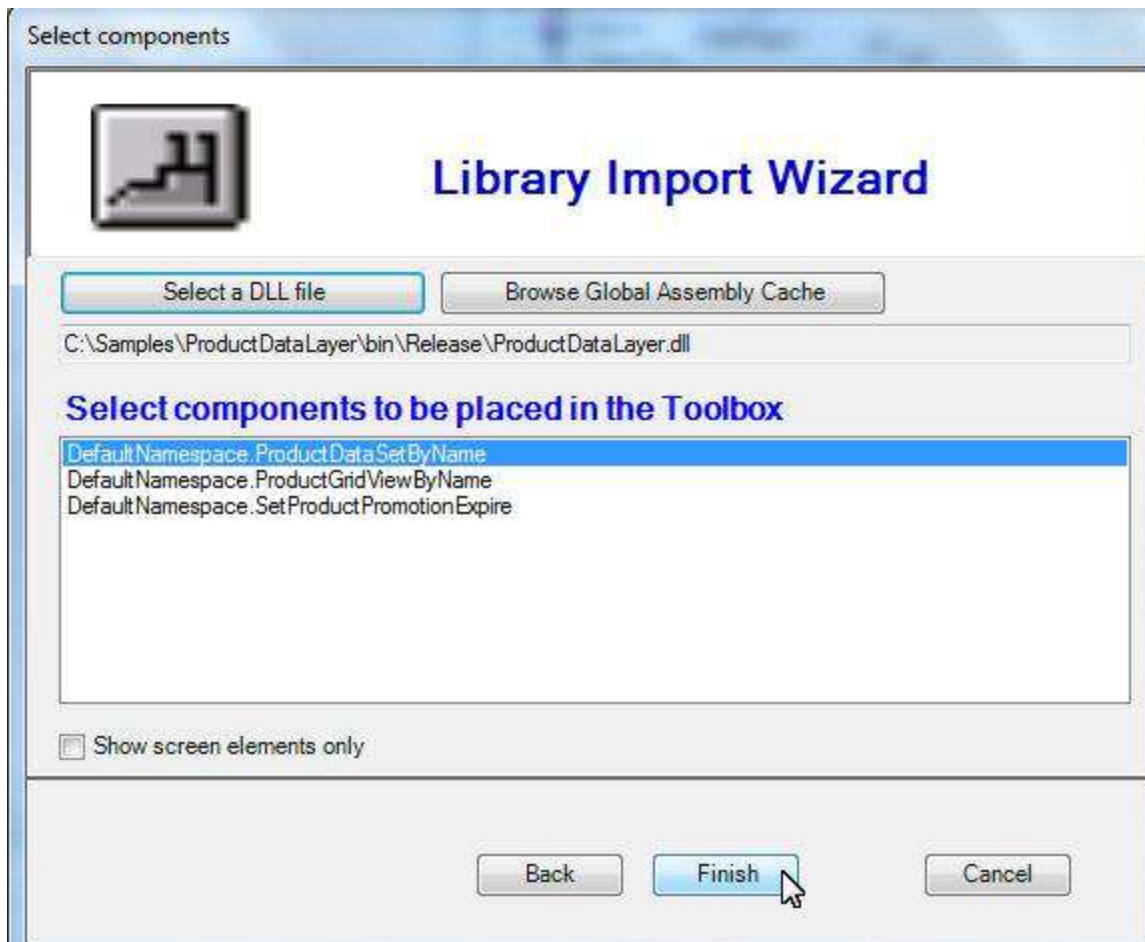 Select components
Library Import Wizard
Select a DLL file
Browse Global Assembly Cache
C:\Samples\ProductDataLayer\bin\Release\ProductDataLayer.dll
Select components to be placed in the Toolbox
DefaultNamespace.ProductDataSetByName
DefaultNamespace.ProductGridViewByName
DefaultNamespace.SetProductPromotionExpire
Show screen elements only
Back
Finish
Cancel